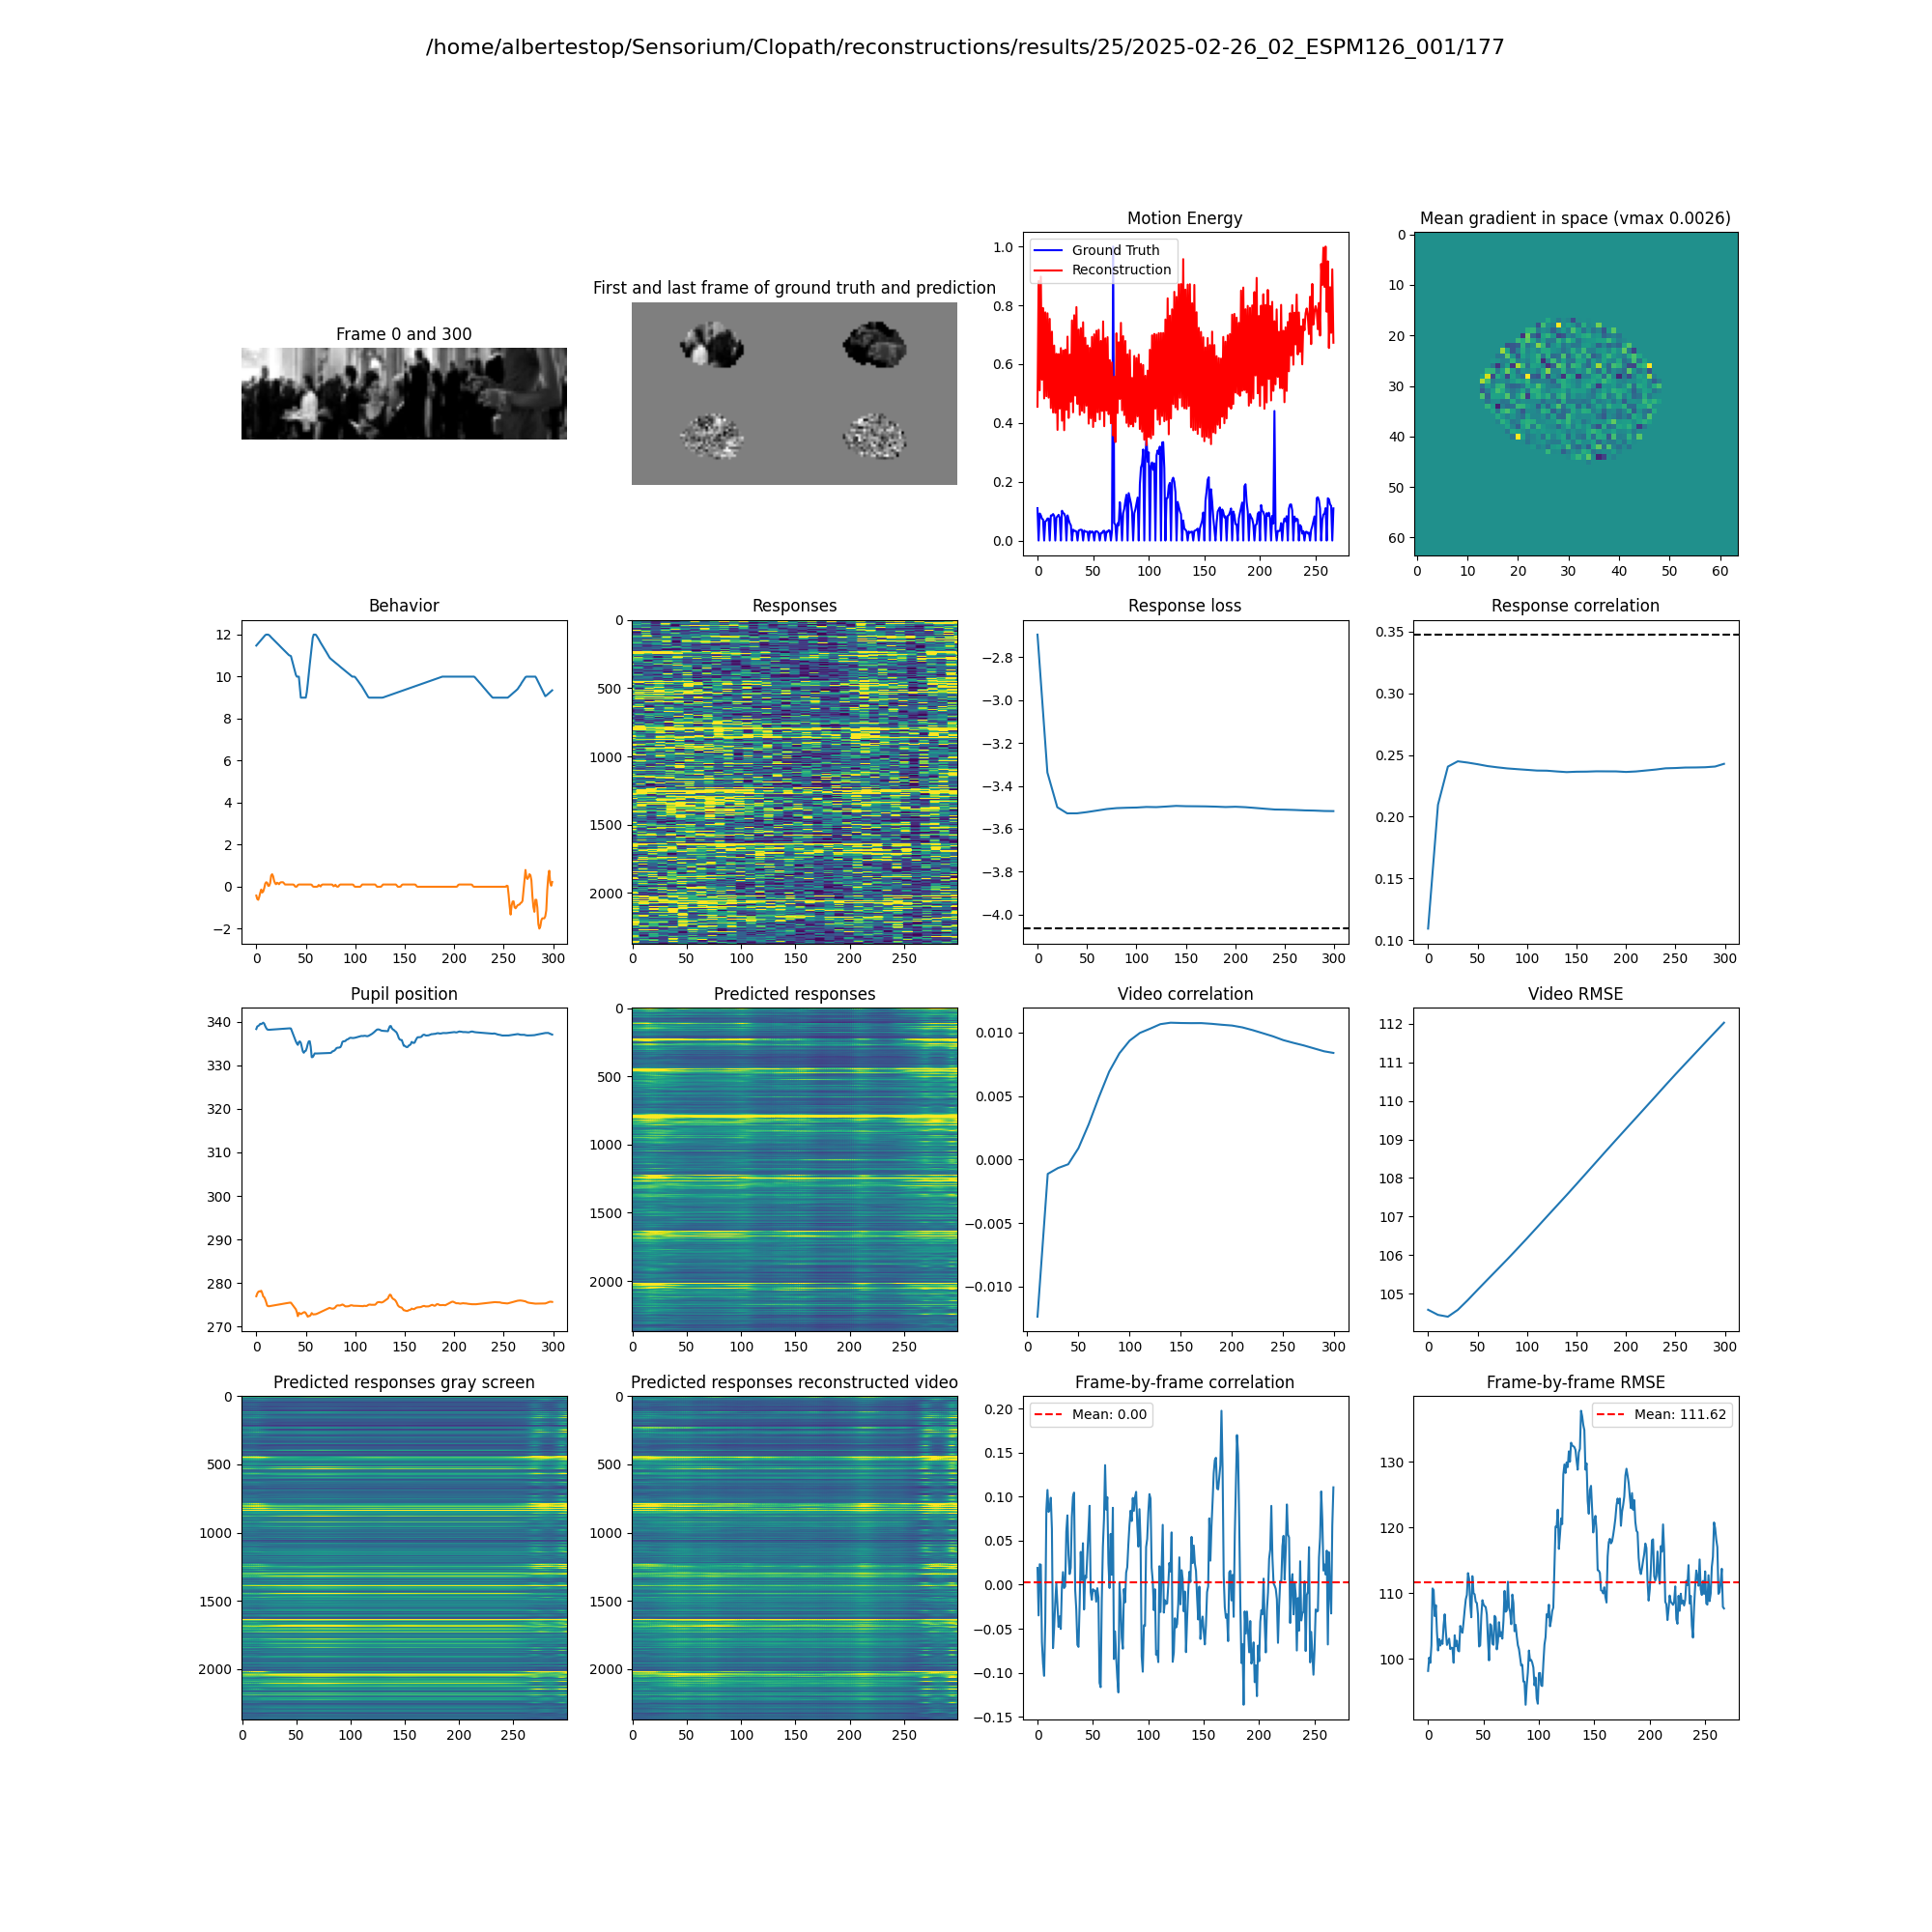 /home/albertestop/Sensorium/Clopath/reconstructions/results/25/2025-02-26_02_ESPM126_001/177
Frame 0 and 300
First and last frame of ground truth and prediction
Motion Energy
Ground Truth
Reconstruction
1.0
0.8
0.6
0.4
0.2
0.0
0 50 100 150 200 250
Mean gradient in space (vmax 0.0026)
0
10
20
30
40
50
60
0 10 20 30 40 50 60
Behavior
12
10
8
6
4
2
0
−2
0 50 100 150 200 250 300
Responses
0
500
1000
1500
2000
0 50 100 150 200 250
Response loss
−2.8
−3.0
−3.2
−3.4
−3.6
−3.8
−4.0
0 50 100 150 200 250 300
Response correlation
0.35
0.30
0.25
0.20
0.15
0.10
0 50 100 150 200 250 300
Pupil position
340
330
320
310
300
290
280
270
0 50 100 150 200 250 300
Predicted responses
0
500
1000
1500
2000
0 50 100 150 200 250
Video correlation
0.010
0.005
0.000
−0.005
−0.010
0 50 100 150 200 250 300
Video RMSE
112
111
110
109
108
107
106
105
0 50 100 150 200 250 300
Predicted responses gray screen
0
500
1000
1500
2000
0 50 100 150 200 250
Predicted responses reconstructed video
0
500
1000
1500
2000
0 50 100 150 200 250
Frame-by-frame correlation
Mean: 0.00
0.20
0.15
0.10
0.05
0.00
−0.05
−0.10
−0.15
0 50 100 150 200 250
Frame-by-frame RMSE
Mean: 111.62
130
120
110
100
0 50 100 150 200 250